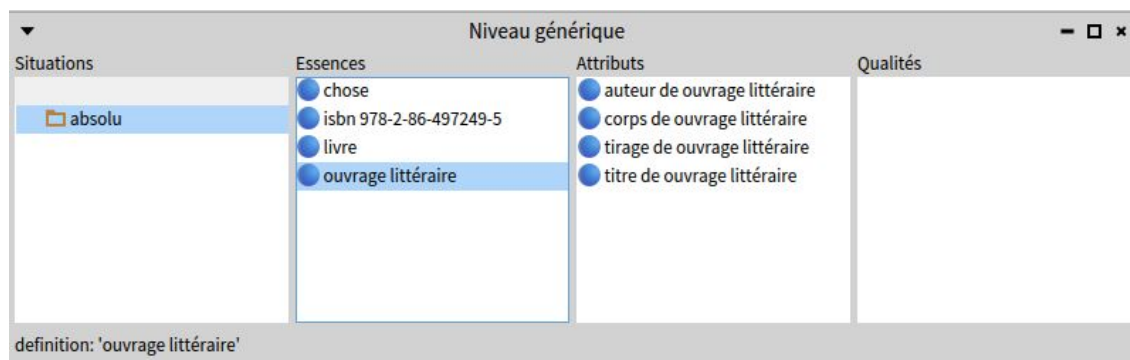 Niveau générique
Situations
Essences
Attributs
Qualités
absolu
chose
isbn 978-2-86-497249-5
livre
ouvrage littéraire
auteur de ouvrage littéraire
corps de ouvrage littéraire
tirage de ouvrage littéraire
titre de ouvrage littéraire
definition: 'ouvrage littéraire'